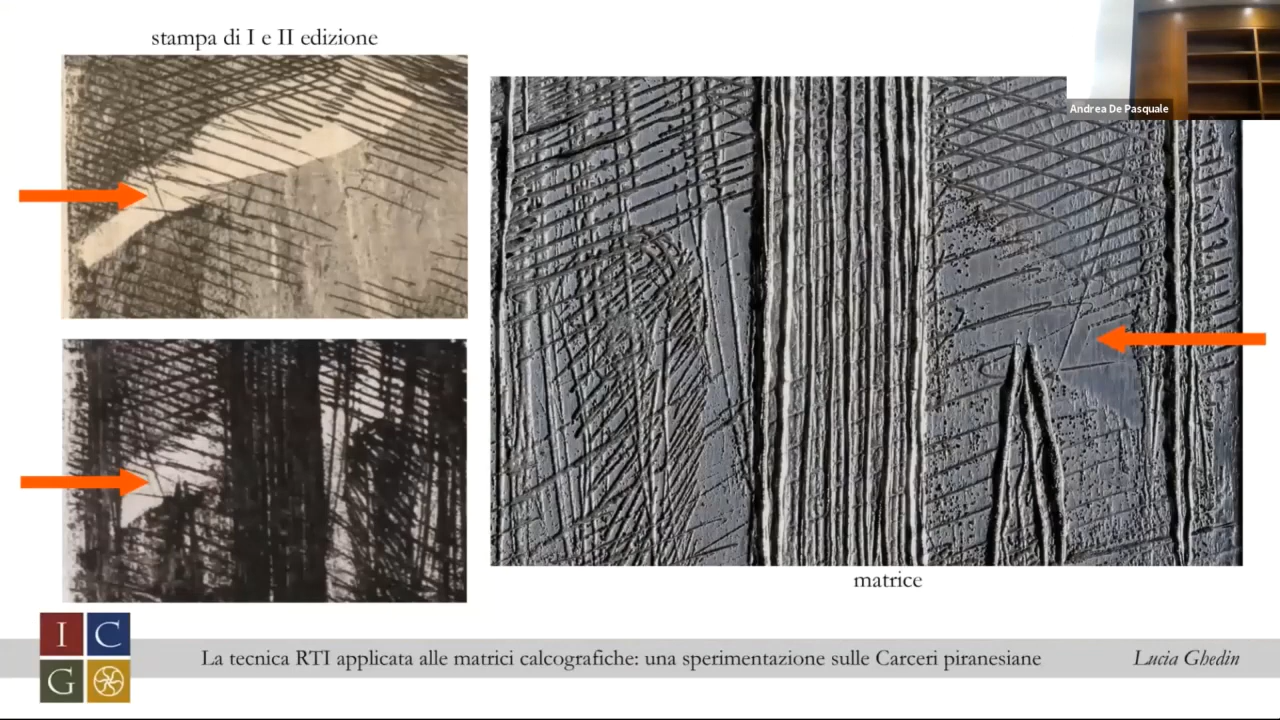 stampa di I e II edizione
Andrea De Pasquale
matrice
I C
G
La tecnica RTI applicata alle matrici calcografiche: una sperimentazione sulle Carceri piranesiane
Lucia Ghedin